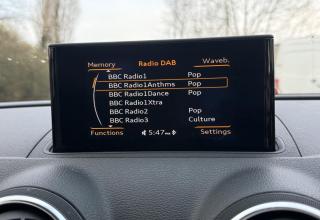 Memory Radio DAB Waveb.
BBC Radio1 Pop
BBC Radio1Anthms Pop
BBC Radio1Dance Pop
BBC Radio1Xtra
BBC Radio2 Pop
BBC Radio3 Culture
Functions 5:47 Settings